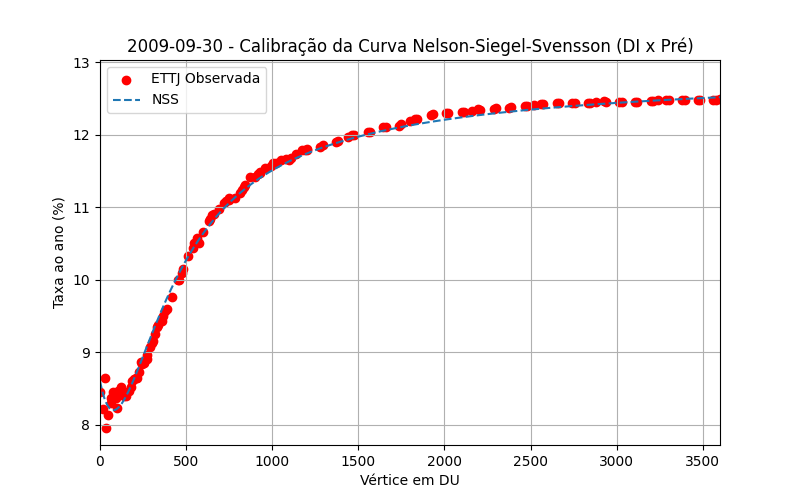 2009-09-30 - Calibração da Curva Nelson-Siegel-Svensson (DI x Pré)
ETTJ Observada
NSS
Taxa ao ano (%)
13
12
11
10
9
8
0 500 1000 1500 2000 2500 3000 3500
Vértice em DU